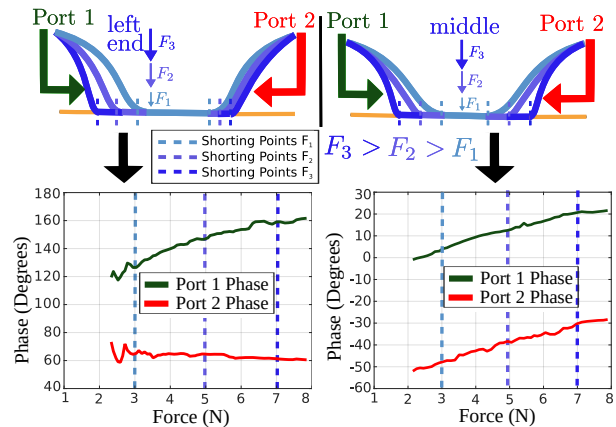 Port 1
left
end
F₃
F₂
F₁
Port 2
Port 1
middle
F₃
F₂
F₁
Port 2
Shorting Points F₁
Shorting Points F₂
Shorting Points F₃
F₃ > F₂ > F₁
180
160
140
120
100
80
60
40
Phase (Degrees)
Port 1 Phase
Port 2 Phase
1 2 3 4 5 6 7 8
Force (N)
30
20
10
0
-10
-20
-30
-40
-50
-60
Phase (Degrees)
Port 1 Phase
Port 2 Phase
1 2 3 4 5 6 7 8
Force (N)